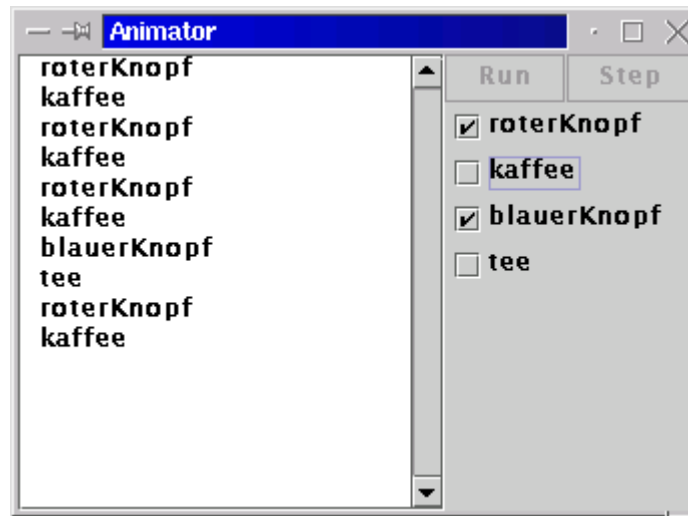 Animator
roterKnopf
kaffee
roterKnopf
kaffee
roterKnopf
kaffee
blauerKnopf
tee
roterKnopf
kaffee
Run Step
roterKnopf
kaffee
blauerKnopf
tee